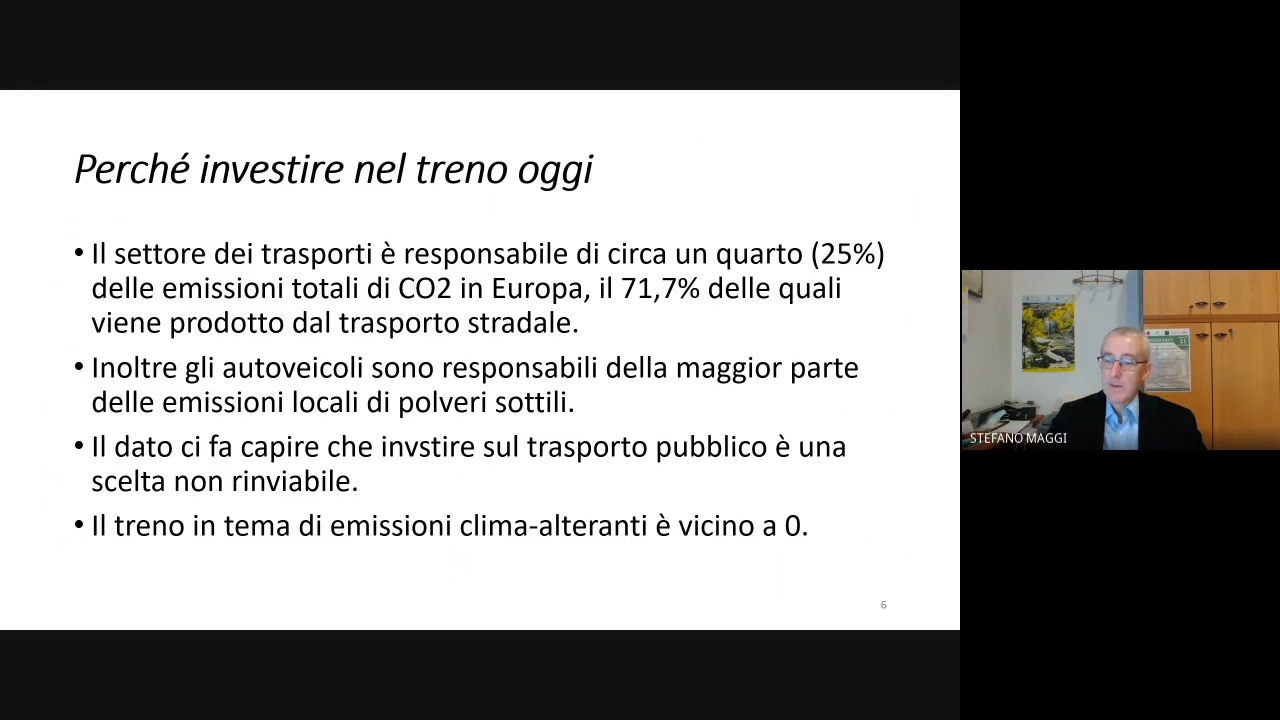 Perché investire nel treno oggi
• Il settore dei trasporti è responsabile di circa un quarto (25%)
delle emissioni totali di CO2 in Europa, il 71,7% delle quali
viene prodotto dal trasporto stradale.
• Inoltre gli autoveicoli sono responsabili della maggior parte
delle emissioni locali di polveri sottili.
• Il dato ci fa capire che invstire sul trasporto pubblico è una
scelta non rinviabile.
• Il treno in tema di emissioni clima-alteranti è vicino a 0.
6
STEFANO MAGGI